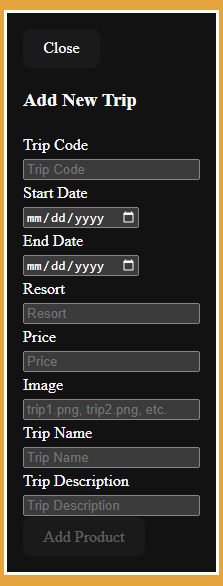 Close
Add New Trip
Trip Code
Trip Code
Start Date
mm/dd/yyyy
End Date
mm/dd/yyyy
Resort
Resort
Price
Price
Image
trip1.png, trip2.png, etc.
Trip Name
Trip Name
Trip Description
Trip Description
Add Product